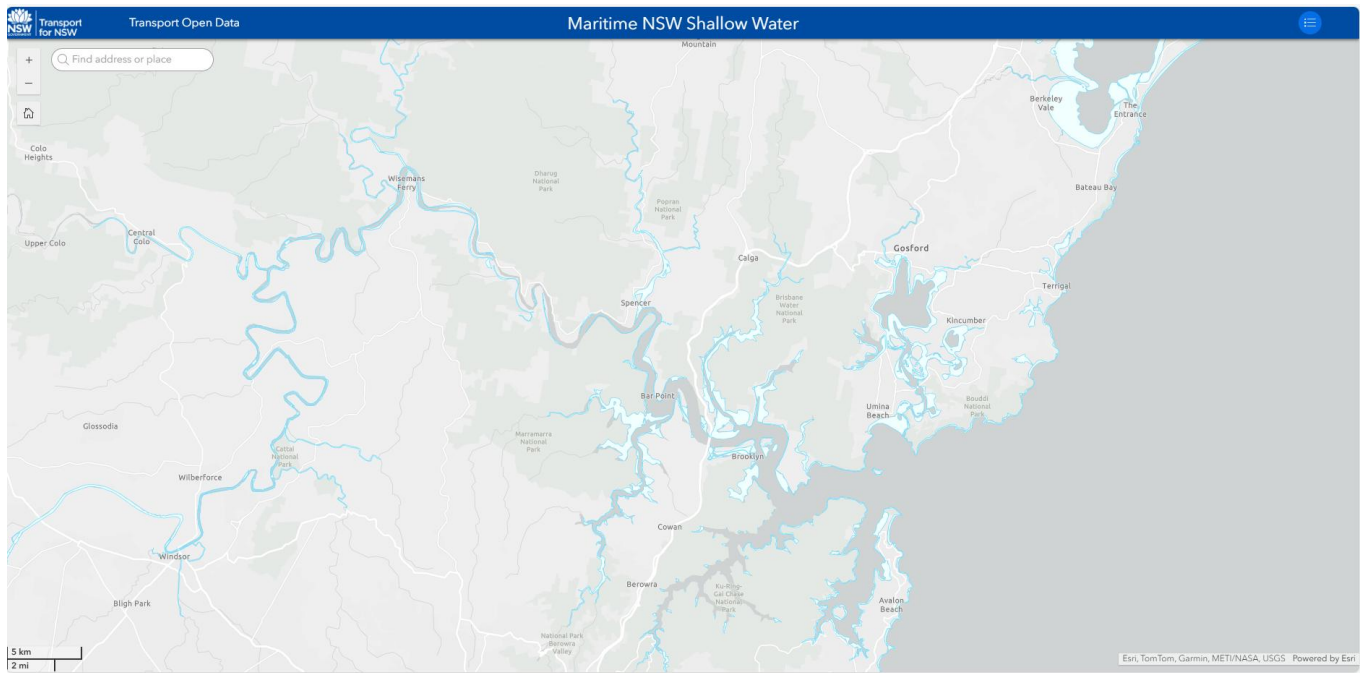 NSW
GOVERNMENT
Transport
for NSW
Transport Open Data
Maritime NSW Shallow Water
+
Find address or place
−
Mountain
Berkeley
Vale
The
Entrance
Colo
Heights
Wisemans
Ferry
Dharug
National
Park
Popran
National
Park
Bateau Bay
Upper Colo
Central
Colo
Calga
Gosford
Terrigal
Spencer
Brisbane
Water
National
Park
Kincumber
Bar Point
Umina
Beach
Bouddi
National
Park
Glossodia
Marramarra
National
Park
Cattai
National
Park
Brooklyn
Wilberforce
Cowan
Windsor
Berowra
Ku-Ring-
Gai Chase
National
Park
Bligh Park
Avalon
Beach
National Park
Berowra
Valley
5 km
2 mi
Esri, TomTom, Garmin, METI/NASA, USGS
Powered by Esri